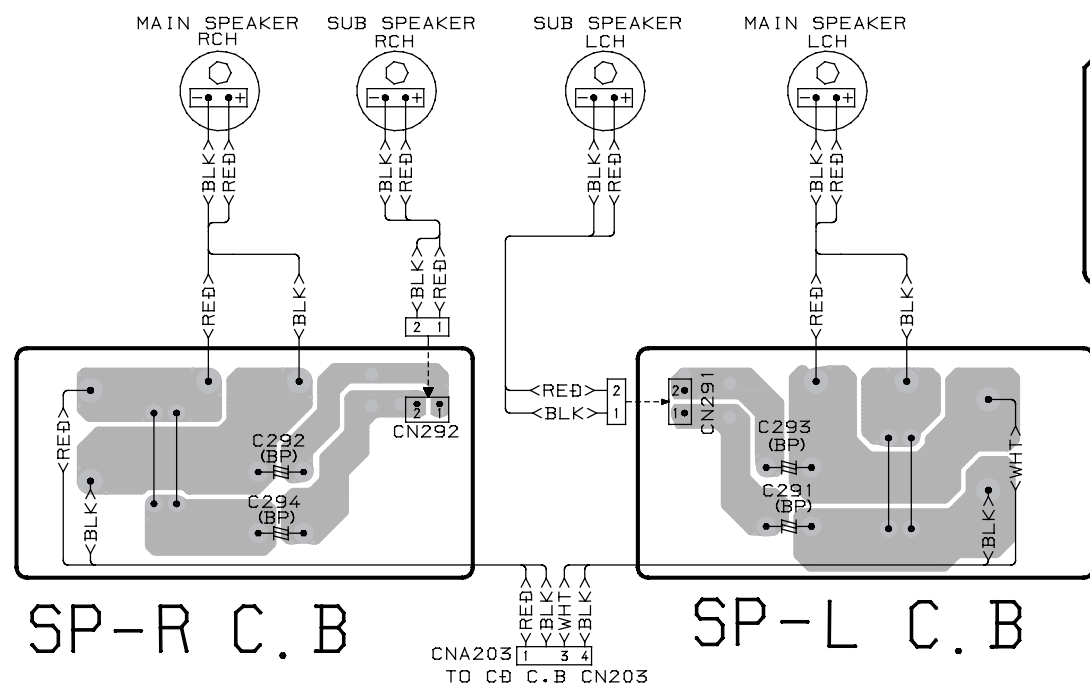 MAIN SPEAKER
RCH
SUB SPEAKER
RCH
SUB SPEAKER
LCH
MAIN SPEAKER
LCH
- +
- +
- +
- +
<BLK>
<RED>
<BLK>
<RED>
<BLK>
<RED>
<BLK>
<RED>
<BLK>
<RED>
<RED>
<BLK>
<RED>
<BLK>
2 1
<RED>
<BLK>
2
1
2
1
CN291
2 1
CN292
<RED>
<BLK>
C292
(BP)
C294
(BP)
C293
(BP)
C291
(BP)
<WHT>
<BLK>
SP-R C.B
SP-L C.B
<RED>
<BLK>
<WHT>
<BLK>
CNA203 1 3 4
TO CD C.B CN203